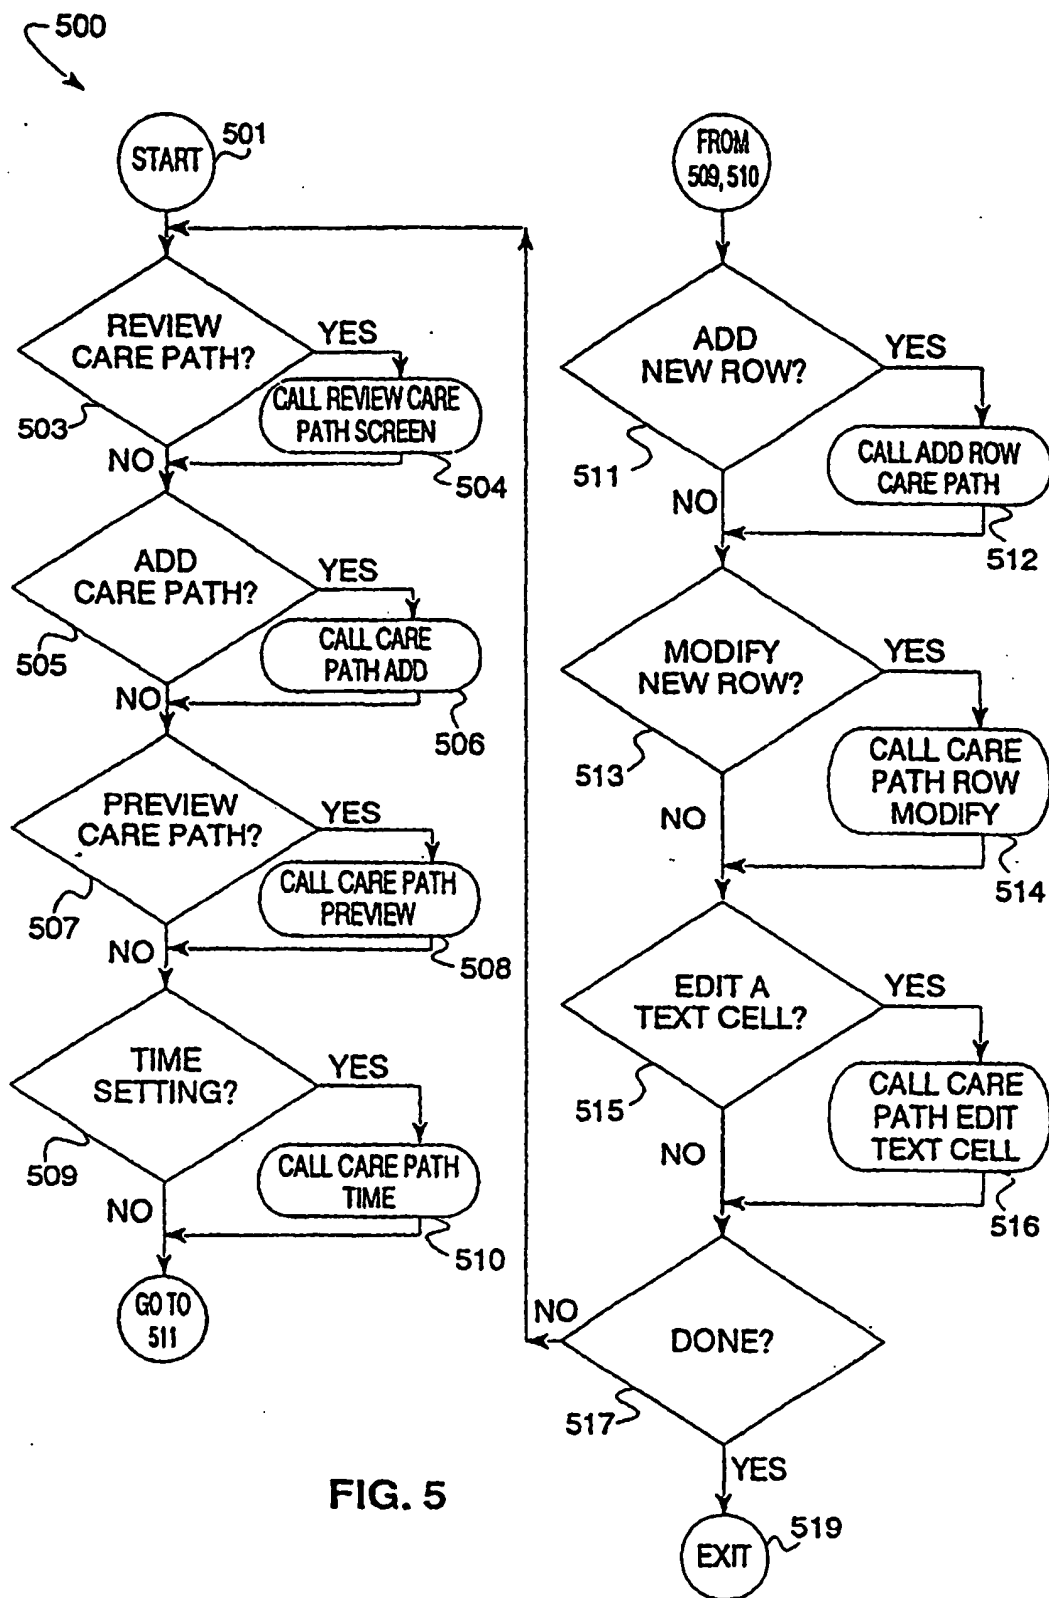 500
START
501
REVIEW
CARE PATH?
YES
503
CALL REVIEW CARE
PATH SCREEN
NO
504
ADD
CARE PATH?
YES
505
CALL CARE
PATH ADD
NO
506
PREVIEW
CARE PATH?
YES
507
CALL CARE PATH
PREVIEW
NO
508
TIME
SETTING?
YES
509
CALL CARE PATH
TIME
NO
510
GO TO
511
FROM
509, 510
ADD
NEW ROW?
YES
511
CALL ADD ROW
CARE PATH
NO
512
MODIFY
NEW ROW?
YES
513
CALL CARE
PATH ROW
MODIFY
NO
514
EDIT A
TEXT CELL?
YES
515
CALL CARE
PATH EDIT
TEXT CELL
NO
516
DONE?
NO
517
YES
EXIT
519
FIG. 5